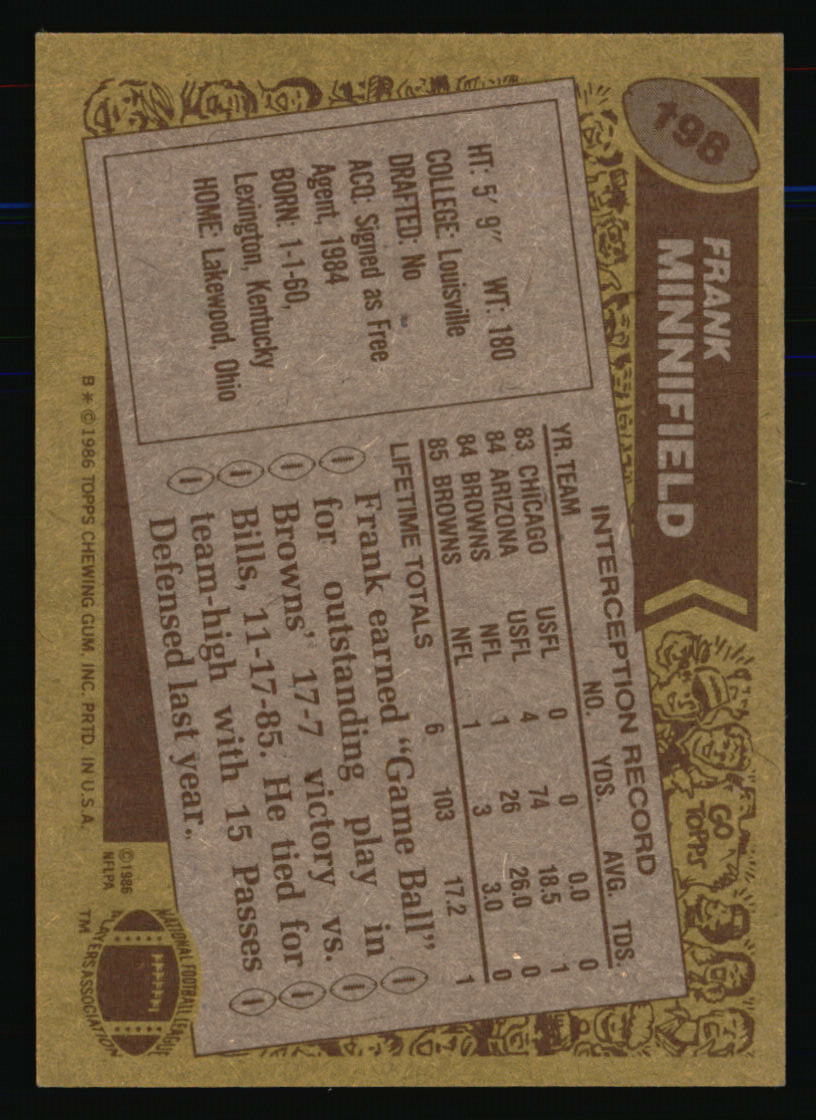 198
FRANK
MINNIFIELD
HT: 5' 9" WT: 180
COLLEGE: Louisville
DRAFTED: No
ACQ: Signed as Free
Agent, 1984
BORN: 1-1-60,
Lexington, Kentucky
HOME: Lakewood, Ohio
INTERCEPTION RECORD
YR. TEAM NO. YDS. AVG. TDS.
83 CHICAGO USFL 0 0 0.0 0
84 ARIZONA USFL 4 74 18.5 1
84 BROWNS NFL 1 26 26.0 0
85 BROWNS NFL 1 3 3.0 0
LIFETIME TOTALS 6 103 17.2 1
Frank earned “Game Ball”
for outstanding play in
Browns’ 17-7 victory vs.
Bills, 11-17-85. He tied for
team-high with 15 Passes
Defensed last year.
GO
TOPPS
B * © 1986 TOPPS CHEWING GUM, INC. PRTD. IN U.S.A.
© 1986
NFLPA
NATIONAL FOOTBALL LEAGUE
PLAYERS ASSOCIATION
TM